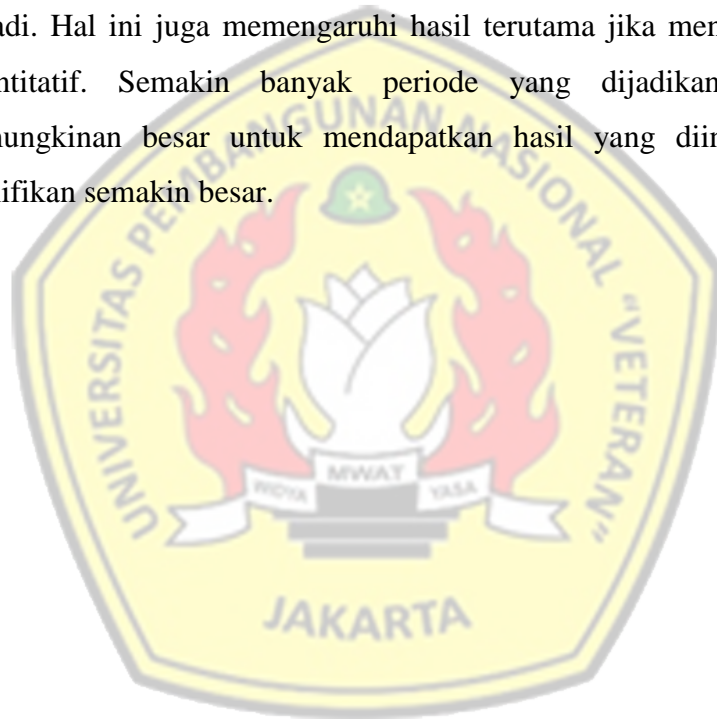 adi. Hal ini juga memengaruhi hasil terutama jika men
ntitatif. Semakin banyak periode yang dijadikan
nungkinan besar untuk mendapatkan hasil yang diin
ifikan semakin besar.
UNIVERSITAS PEMBANGUNAN NASIONAL "VETERAN"
WIDYA MWAT YASA
JAKARTA